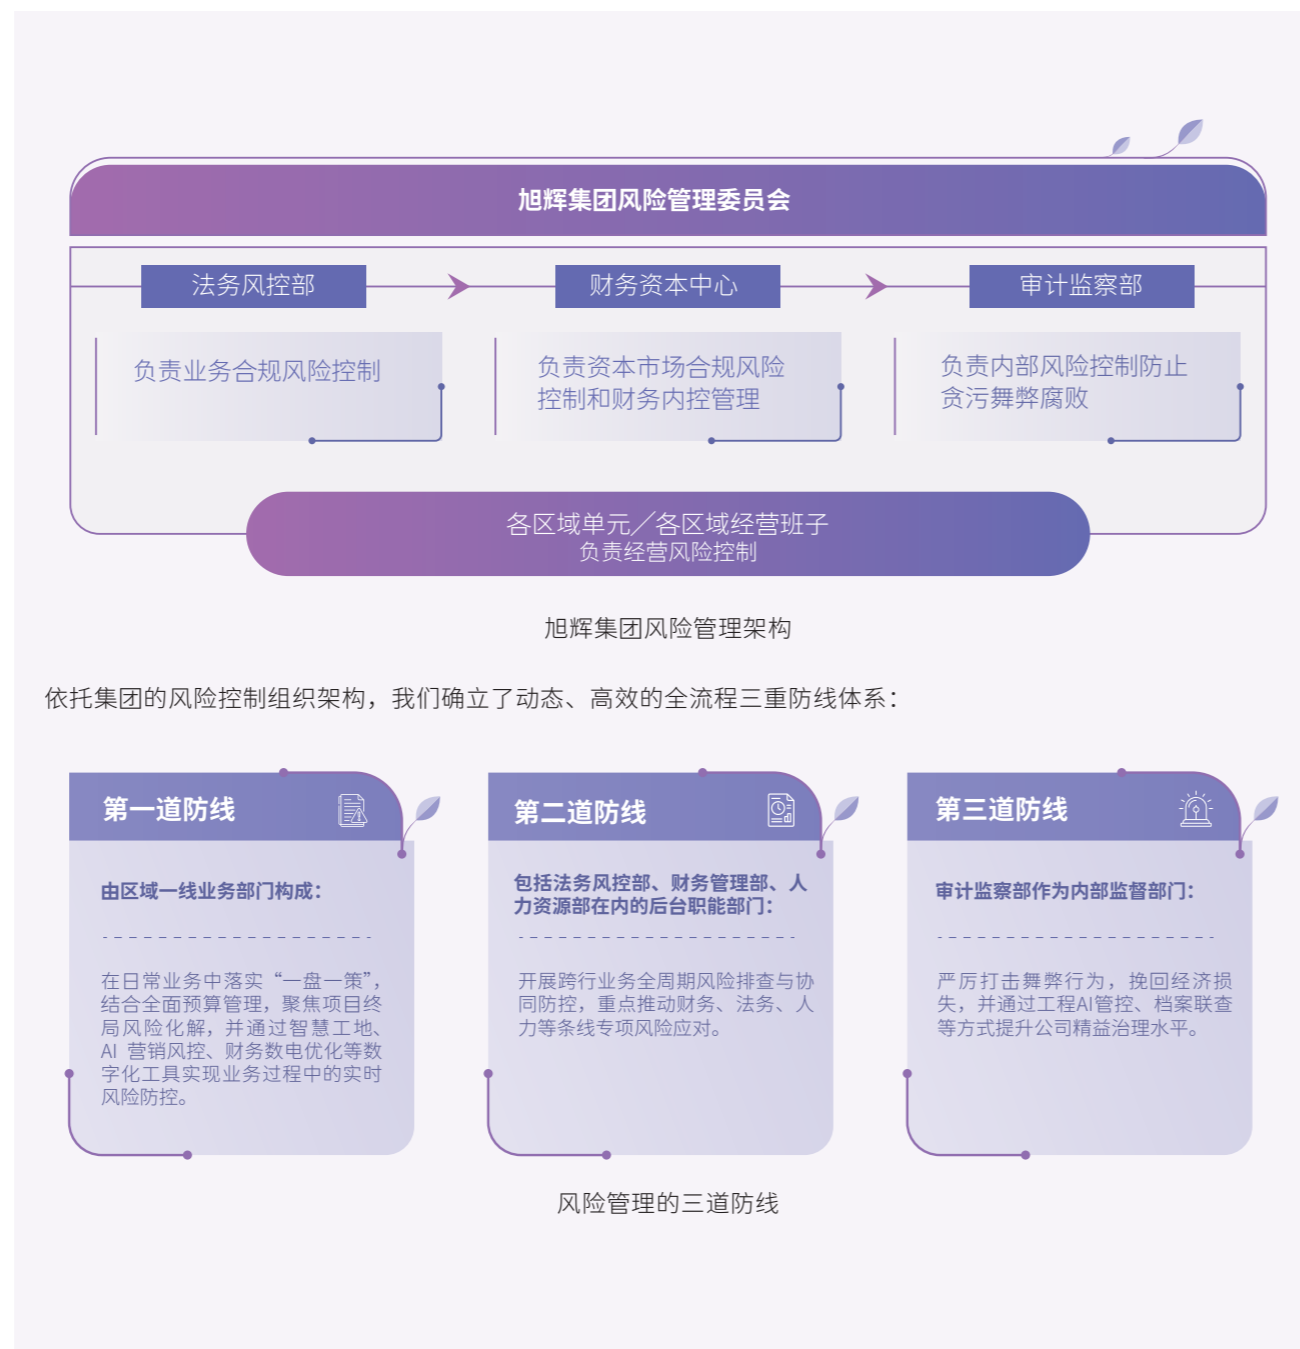 旭辉集团风险管理委员会
法务风控部
财务资本中心
审计监察部
负责业务合规风险控制
负责资本市场合规风险
控制和财务内控管理
负责内部风险控制防止
贪污舞弊腐败
各区域单元／各区域经营班子
负责经营风险控制
旭辉集团风险管理架构
依托集团的风险控制组织架构，我们确立了动态、高效的全流程三重防线体系：
第一道防线
由区域一线业务部门构成：
在日常业务中落实“一盘一策”，
结合全面预算管理，聚焦项目终
局风险化解，并通过智慧工地、
AI 营销风控、财务数电优化等数
字化工具实现业务过程中的实时
风险防控。
第二道防线
包括法务风控部、财务管理部、人
力资源部在内的后台职能部门：
开展跨行业务全周期风险排查与协
同防控，重点推动财务、法务、人
力等条线专项风险应对。
第三道防线
审计监察部作为内部监督部门：
严厉打击舞弊行为，挽回经济损
失，并通过工程AI管控、档案联查
等方式提升公司精益治理水平。
风险管理的三道防线